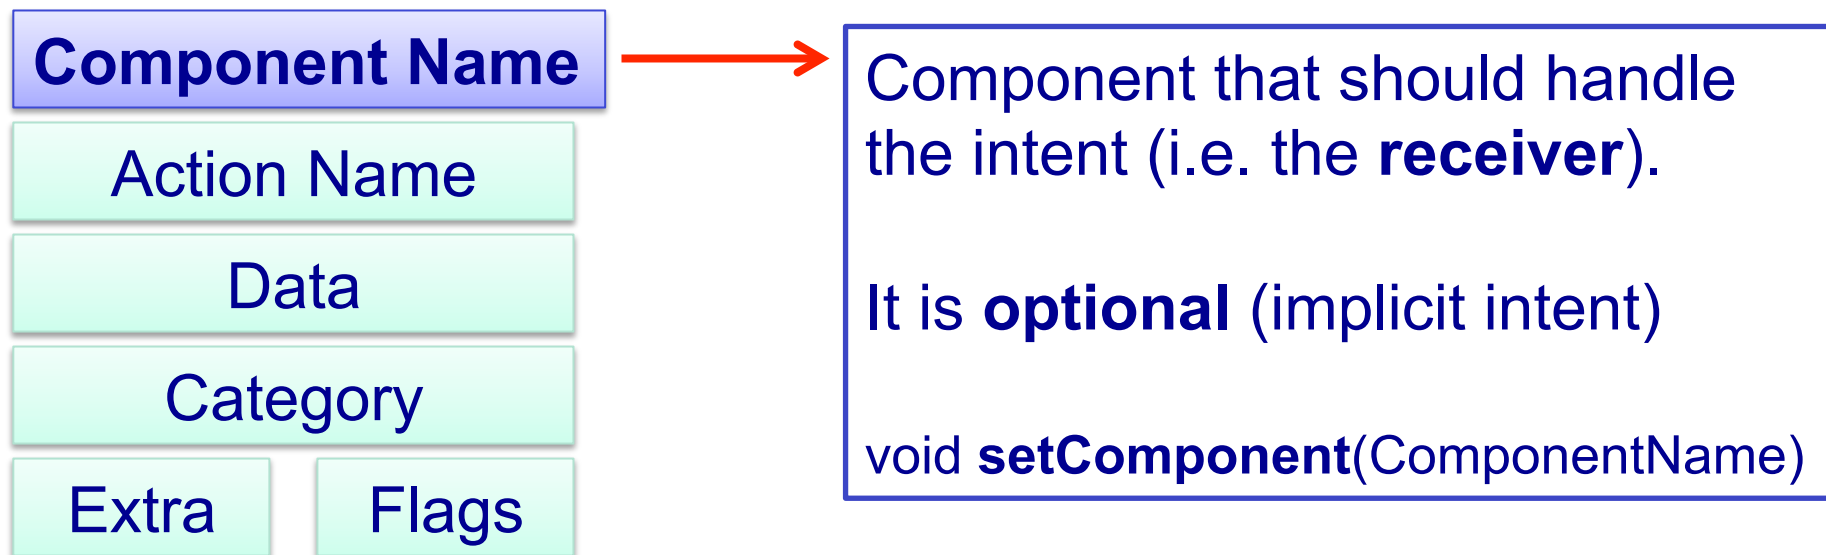 Component Name
Action Name
Data
Category
Extra
Flags
Component that should handle
the intent (i.e. the receiver).
It is optional (implicit intent)
void setComponent(ComponentName)